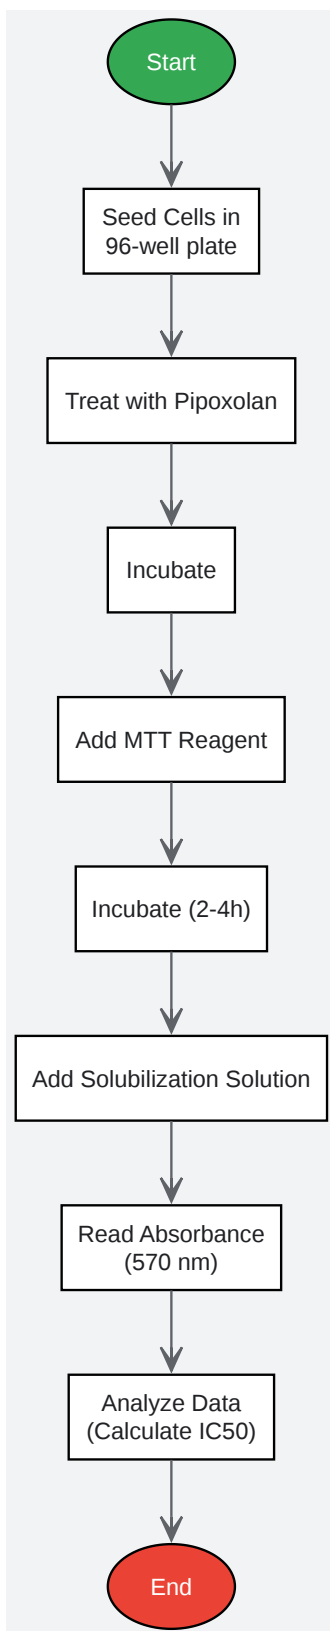 Start
Seed Cells in
96-well plate
Treat with Pipoxolan
Incubate
Add MTT Reagent
Incubate (2-4h)
Add Solubilization Solution
Read Absorbance
(570 nm)
Analyze Data
(Calculate IC50)
End